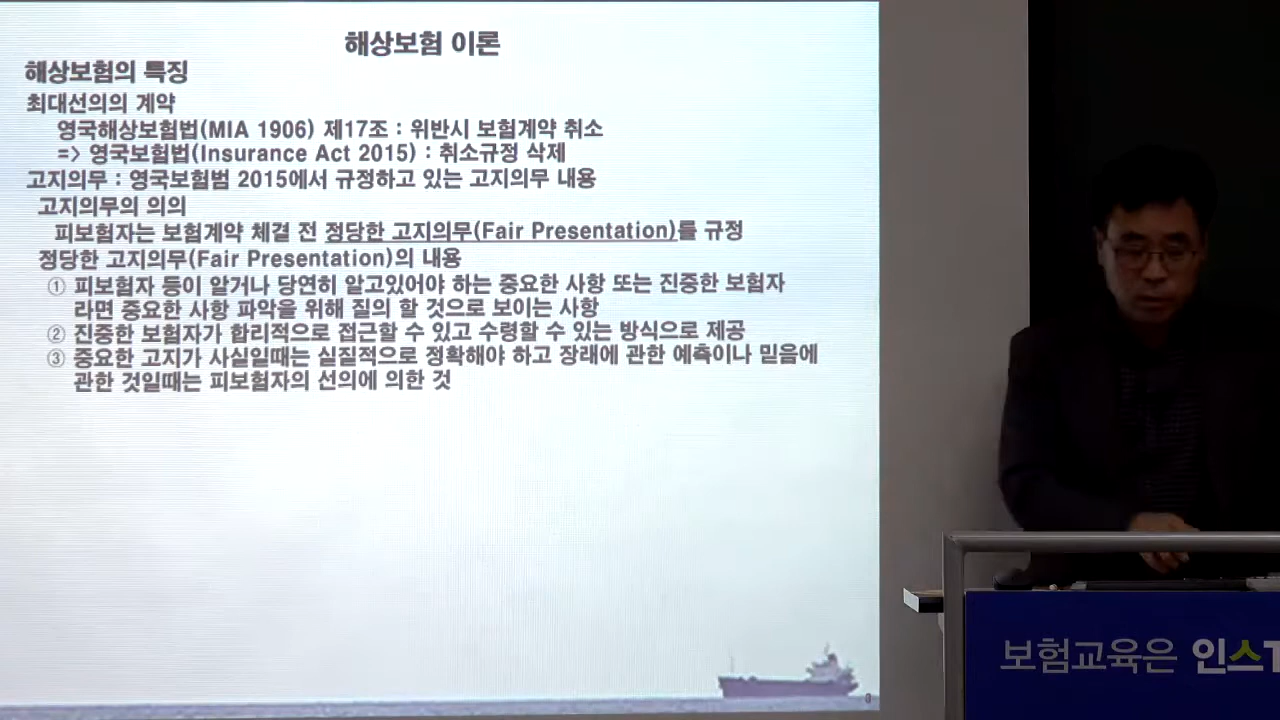 해상보험 이론
해상보험의 특징
최대선의의 계약
영국해상보험법(MIA 1906) 제17조 : 위반시 보험계약 취소
=> 영국보험법(Insurance Act 2015) : 취소규정 삭제
고지의무 : 영국보험범 2015에서 규정하고 있는 고지의무 내용
고지의무의 의의
피보험자는 보험계약 체결 전 정당한 고지의무(Fair Presentation)를 규정
정당한 고지의무(Fair Presentation)의 내용
① 피보험자 등이 알거나 당연히 알고있어야 하는 중요한 사항 또는 진중한 보험자
라면 중요한 사항 파악을 위해 질의 할 것으로 보이는 사항
② 진중한 보험자가 합리적으로 접근할 수 있고 수령할 수 있는 방식으로 제공
③ 중요한 고지가 사실일때는 실질적으로 정확해야 하고 장래에 관한 예측이나 믿음에
관한 것일때는 피보험자의 선의에 의한 것
보험교육은 인스